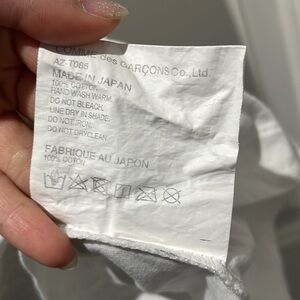 COMME des GARÇONS Co., Ltd.
AZ-T085
MADE IN JAPAN
100% COTTON
HAND WASH WARM.
DO NOT BLEACH.
LINE DRY IN SHADE.
DO NOT IRON.
DO NOT DRYCLEAN
FABRIQUE AU JAPON
100% COTON